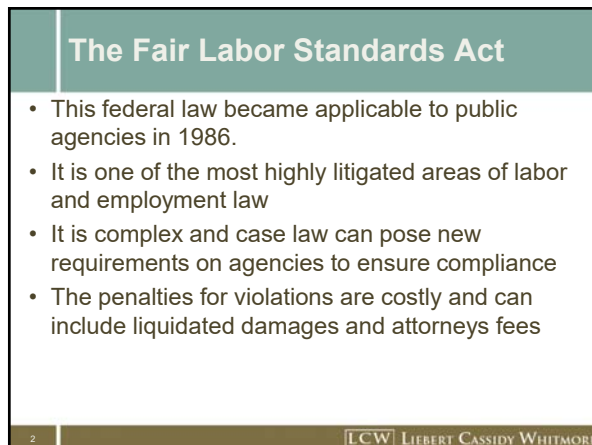 The Fair Labor Standards Act
• This federal law became applicable to public
agencies in 1986.
• It is one of the most highly litigated areas of labor
and employment law
• It is complex and case law can pose new
requirements on agencies to ensure compliance
• The penalties for violations are costly and can
include liquidated damages and attorneys fees
2
LCW LIEBERT CASSIDY WHITMORE